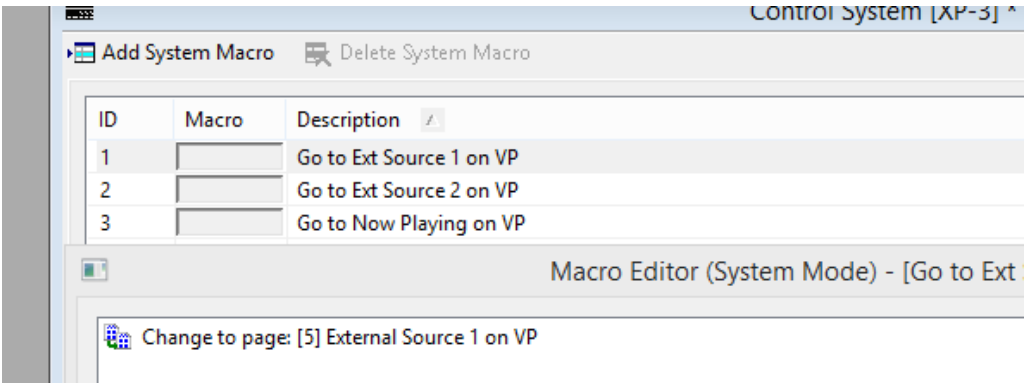 Control System [XP-3] *
Add System Macro Delete System Macro
ID Macro Description
1 Go to Ext Source 1 on VP
2 Go to Ext Source 2 on VP
3 Go to Now Playing on VP
Macro Editor (System Mode) - [Go to Ext
Change to page: [5] External Source 1 on VP